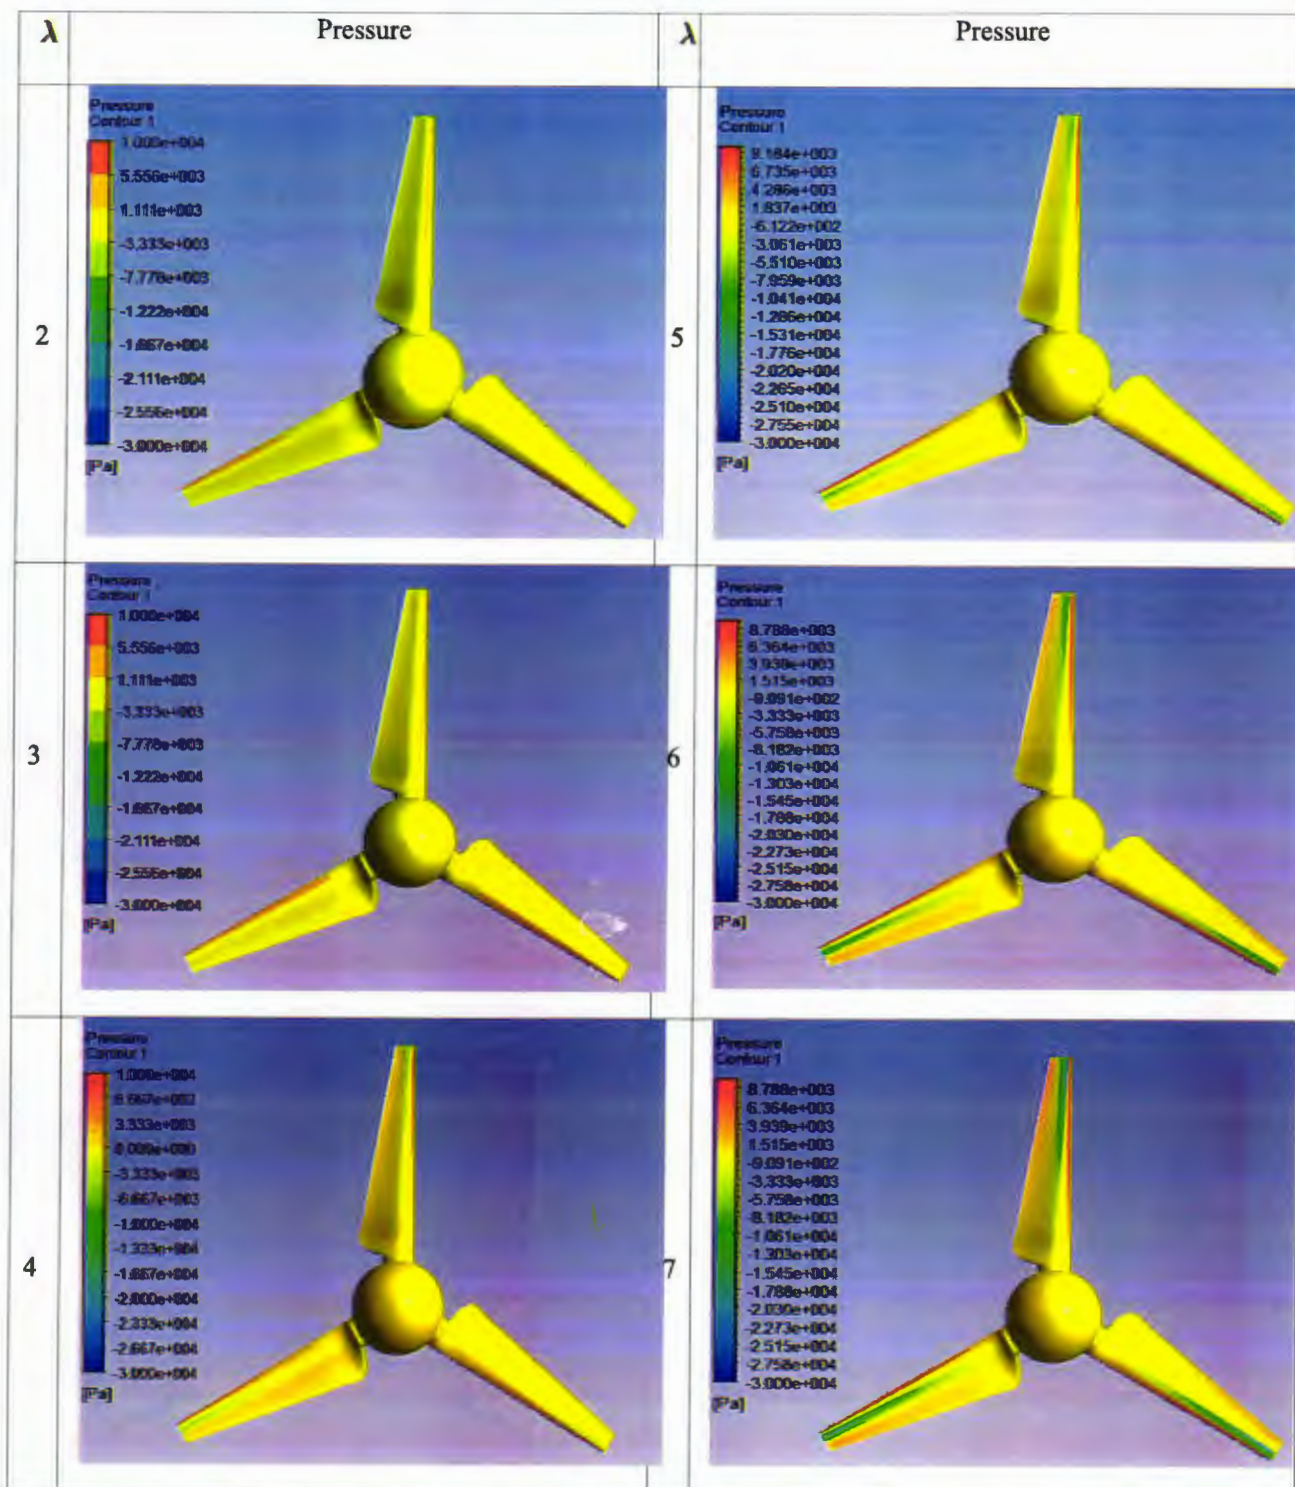 λ Pressure λ Pressure
2
Pressure
Contour 1
1.000e+004
5.556e+003
1.111e+003
-3.333e+003
-7.778e+003
-1.222e+004
-1.667e+004
-2.111e+004
-2.556e+004
-3.000e+004
[Pa]
5
Pressure
Contour 1
9.184e+003
6.735e+003
4.286e+003
1.837e+003
-6.122e+002
-3.061e+003
-5.510e+003
-7.959e+003
-1.041e+004
-1.286e+004
-1.531e+004
-1.776e+004
-2.020e+004
-2.265e+004
-2.510e+004
-2.755e+004
-3.000e+004
[Pa]
3
Pressure
Contour 1
1.000e+004
5.556e+003
1.111e+003
-3.333e+003
-7.778e+003
-1.222e+004
-1.667e+004
-2.111e+004
-2.556e+004
-3.000e+004
[Pa]
6
Pressure
Contour 1
8.788e+003
6.364e+003
3.939e+003
1.515e+003
-9.091e+002
-3.333e+003
-5.758e+003
-8.182e+003
-1.061e+004
-1.303e+004
-1.545e+004
-1.788e+004
-2.030e+004
-2.273e+004
-2.515e+004
-2.758e+004
-3.000e+004
[Pa]
4
Pressure
Contour 1
1.000e+004
6.667e+003
3.333e+003
0.000e+000
-3.333e+003
-6.667e+003
-1.000e+004
-1.333e+004
-1.667e+004
-2.000e+004
-2.333e+004
-2.667e+004
-3.000e+004
[Pa]
7
Pressure
Contour 1
8.788e+003
6.364e+003
3.939e+003
1.515e+003
-9.091e+002
-3.333e+003
-5.758e+003
-8.182e+003
-1.061e+004
-1.303e+004
-1.545e+004
-1.788e+004
-2.030e+004
-2.273e+004
-2.515e+004
-2.758e+004
-3.000e+004
[Pa]